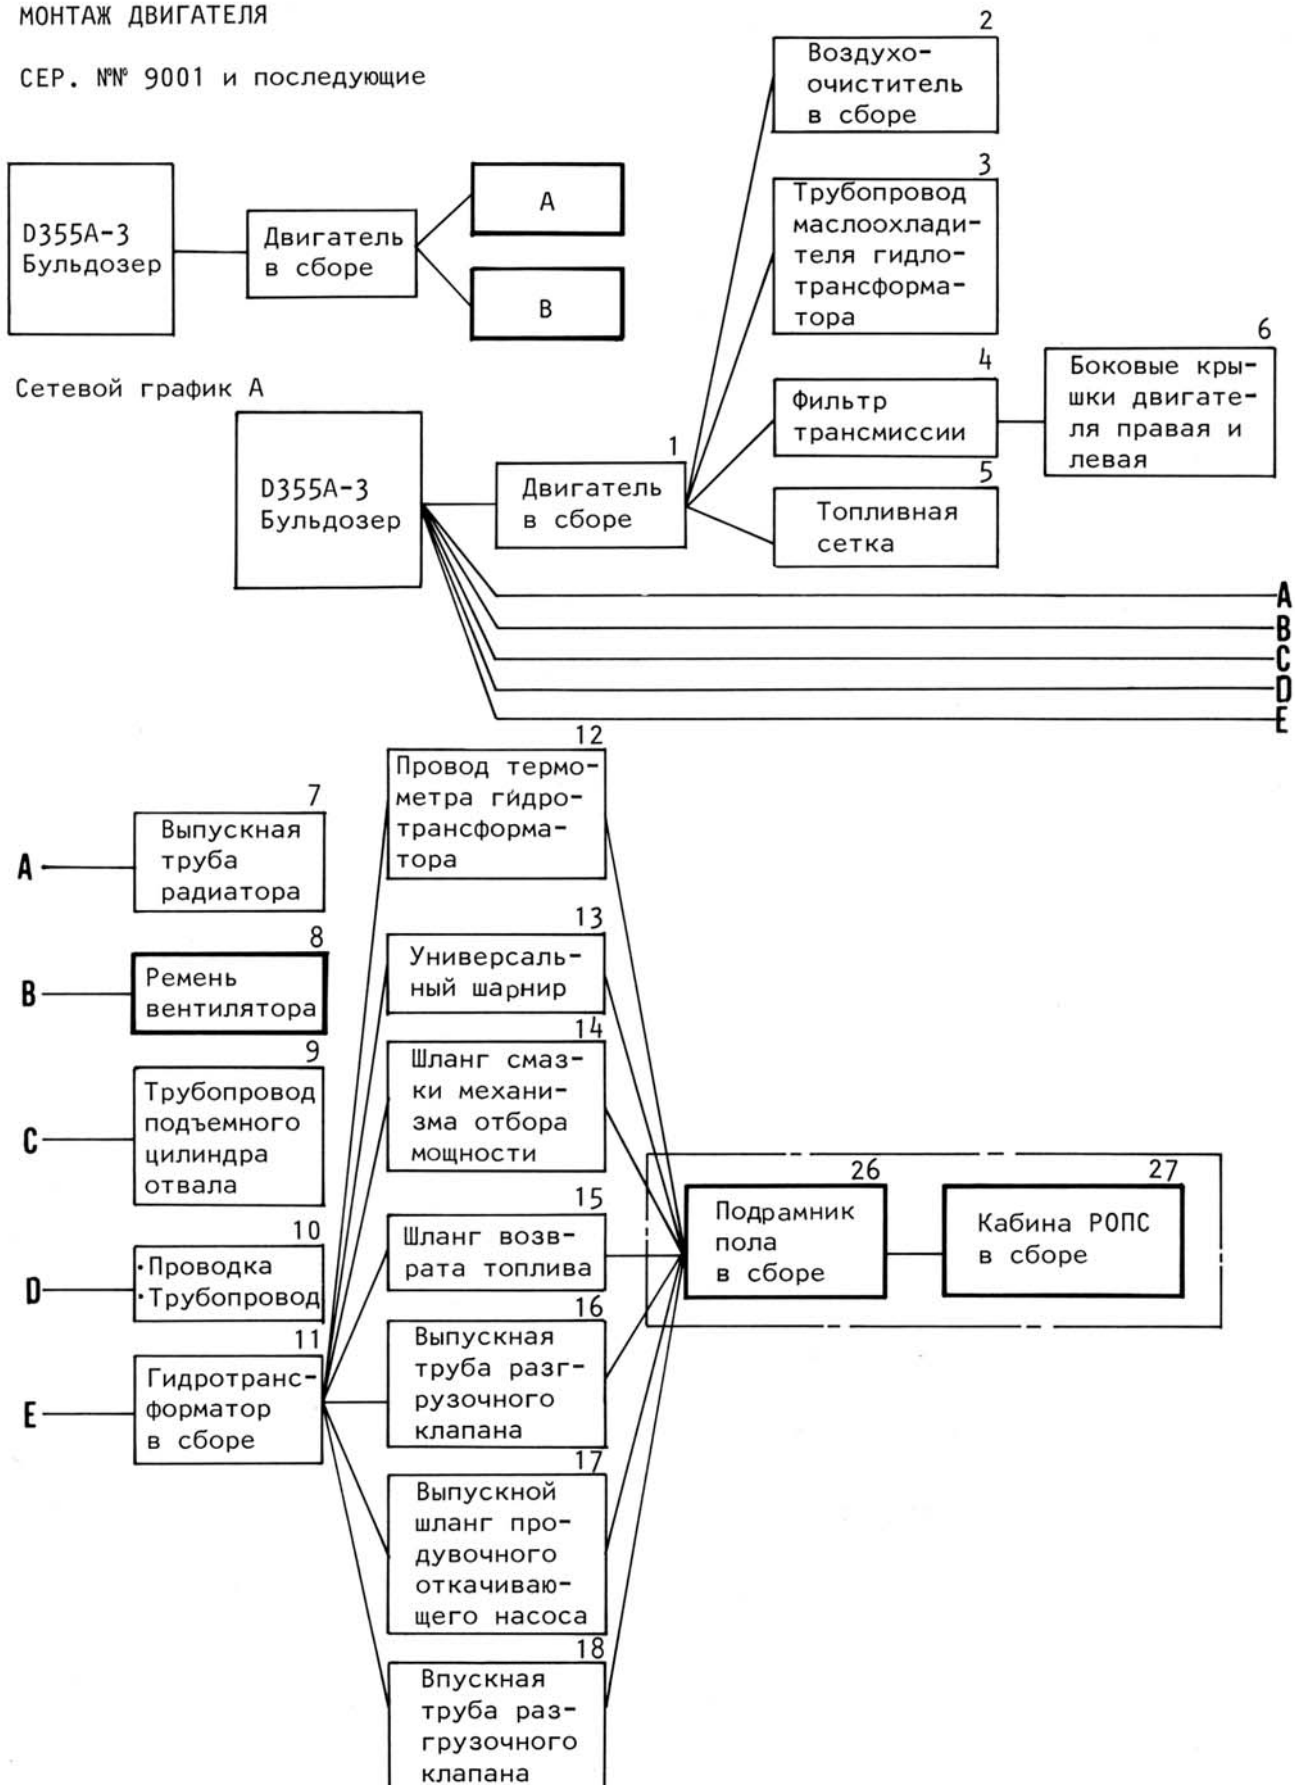 МОНТАЖ ДВИГАТЕЛЯ
СЕР. №№ 9001 и последующие
D355A-3
Бульдозер
Двигатель
в сборе
A
B
2
Воздухо-
очиститель
в сборе
3
Трубопровод
маслоохлади-
теля гидло-
трансформа-
тора
4
Фильтр
трансмиссии
6
Боковые кры-
шки двигате-
ля правая и
левая
5
Топливная
сетка
Сетевой график А
D355A-3
Бульдозер
1
Двигатель
в сборе
A
B
C
D
E
A
7
Выпускная
труба
радиатора
B
8
Ремень
вентилятора
C
9
Трубопровод
подъемного
цилиндра
отвала
D
10
·Проводка
·Трубопровод
E
11
Гидротранс-
форматор
в сборе
12
Провод термо-
метра гидро-
трансформа-
тора
13
Универсаль-
ный шарнир
14
Шланг смаз-
ки механи-
зма отбора
мощности
15
Шланг возв-
рата топлива
16
Выпускная
труба разг-
рузочного
клапана
17
Выпускной
шланг про-
дувочного
откачиваю-
щего насоса
18
Впускная
труба раз-
грузочного
клапана
26
Подрамник
пола
в сборе
27
Кабина РОПС
в сборе